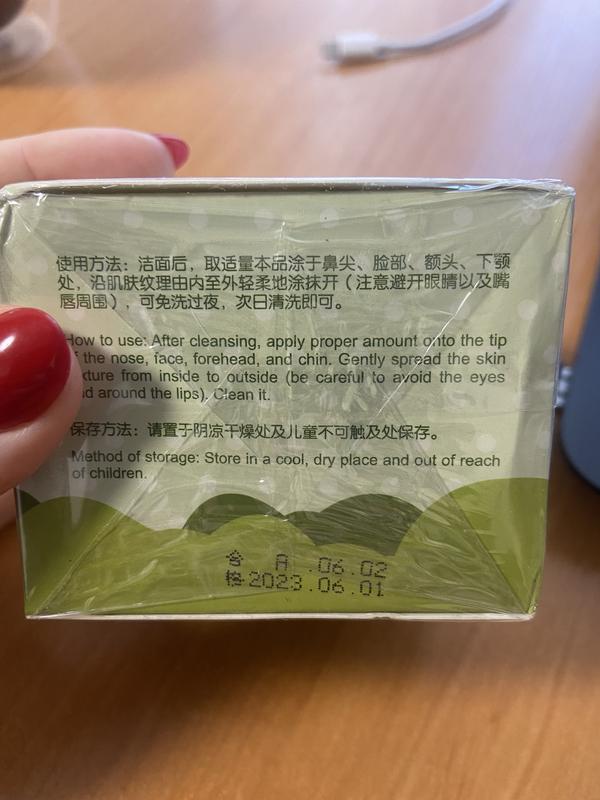 使用方法：洁面后，取适量本品涂于鼻尖、脸部、额头、下颚
处，沿肌肤纹理由内至外轻柔地涂抹开（注意避开眼睛以及嘴
唇周围），可免洗过夜，次日清洗即可。
How to use: After cleansing, apply proper amount onto the tip
the nose, face, forehead, and chin. Gently spread the skin
from inside to outside (be careful to avoid the eyes
around the lips). Clean it.
保存方法：请置于阴凉干燥处及儿童不可触及处保存。
Method of storage: Store in a cool, dry place and out of reach
of children.
合 A .06.02
格2023.06.01